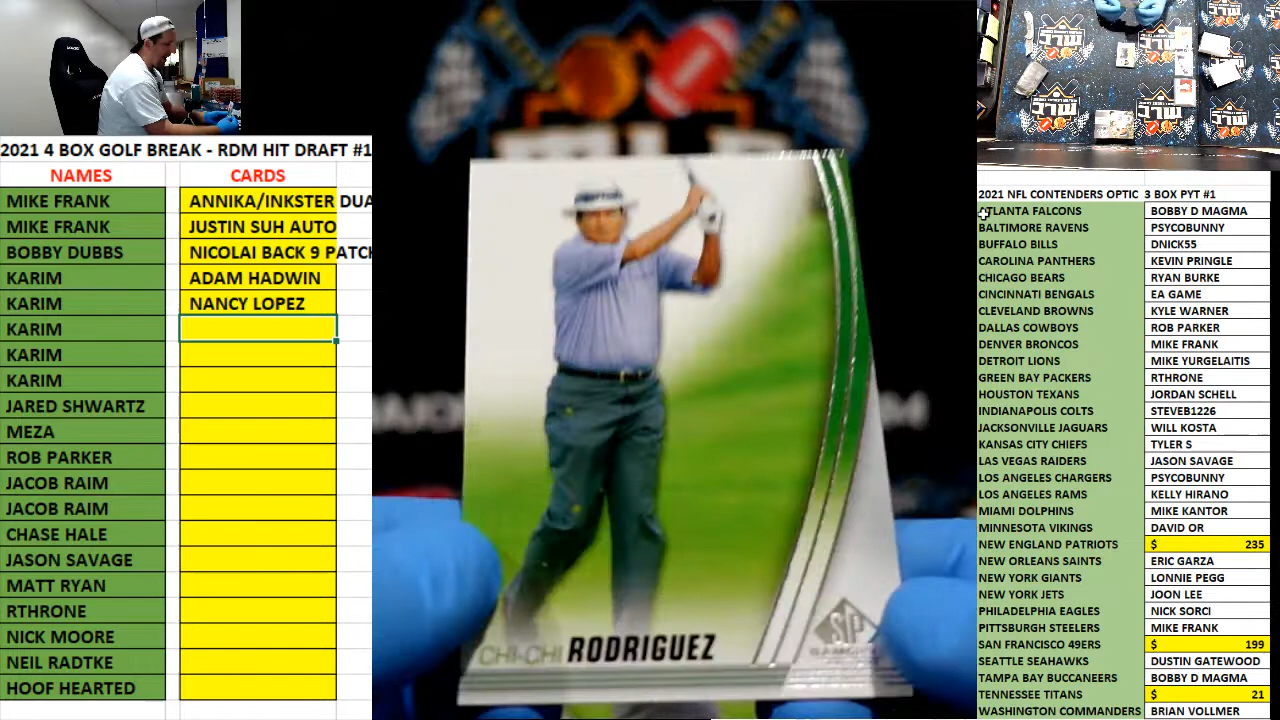 2021 4 BOX GOLF BREAK - RDM HIT DRAFT #1
NAMES CARDS
MIKE FRANK ANNIKA/INKSTER DUA
MIKE FRANK JUSTIN SUH AUTO
BOBBY DUBBS NICOLAI BACK 9 PATCH
KARIM ADAM HADWIN
KARIM NANCY LOPEZ
KARIM
KARIM
KARIM
JARED SHWARTZ
MEZA
ROB PARKER
JACOB RAIM
JACOB RAIM
CHASE HALE
JASON SAVAGE
MATT RYAN
RTHRONE
NICK MOORE
NEIL RADTKE
HOOF HEARTED
CHI-CHI RODRIGUEZ
SP
2021 NFL CONTENDERS OPTIC 3 BOX PYT #1
ATLANTA FALCONS BOBBY D MAGMA
BALTIMORE RAVENS PSYCOBUNNY
BUFFALO BILLS DNICK55
CAROLINA PANTHERS KEVIN PRINGLE
CHICAGO BEARS RYAN BURKE
CINCINNATI BENGALS EA GAME
CLEVELAND BROWNS KYLE WARNER
DALLAS COWBOYS ROB PARKER
DENVER BRONCOS MIKE FRANK
DETROIT LIONS MIKE YURGELAITIS
GREEN BAY PACKERS RTHRONE
HOUSTON TEXANS JORDAN SCHELL
INDIANAPOLIS COLTS STEVEB1226
JACKSONVILLE JAGUARS WILL KOSTA
KANSAS CITY CHIEFS TYLER S
LAS VEGAS RAIDERS JASON SAVAGE
LOS ANGELES CHARGERS PSYCOBUNNY
LOS ANGELES RAMS KELLY HIRANO
MIAMI DOLPHINS MIKE KANTOR
MINNESOTA VIKINGS DAVID OR
NEW ENGLAND PATRIOTS $ 235
NEW ORLEANS SAINTS ERIC GARZA
NEW YORK GIANTS LONNIE PEGG
NEW YORK JETS JOON LEE
PHILADELPHIA EAGLES NICK SORCI
PITTSBURGH STEELERS MIKE FRANK
SAN FRANCISCO 49ERS $ 199
SEATTLE SEAHAWKS DUSTIN GATEWOOD
TAMPA BAY BUCCANEERS BOBBY D MAGMA
TENNESSEE TITANS $ 21
WASHINGTON COMMANDERS BRIAN VOLLMER